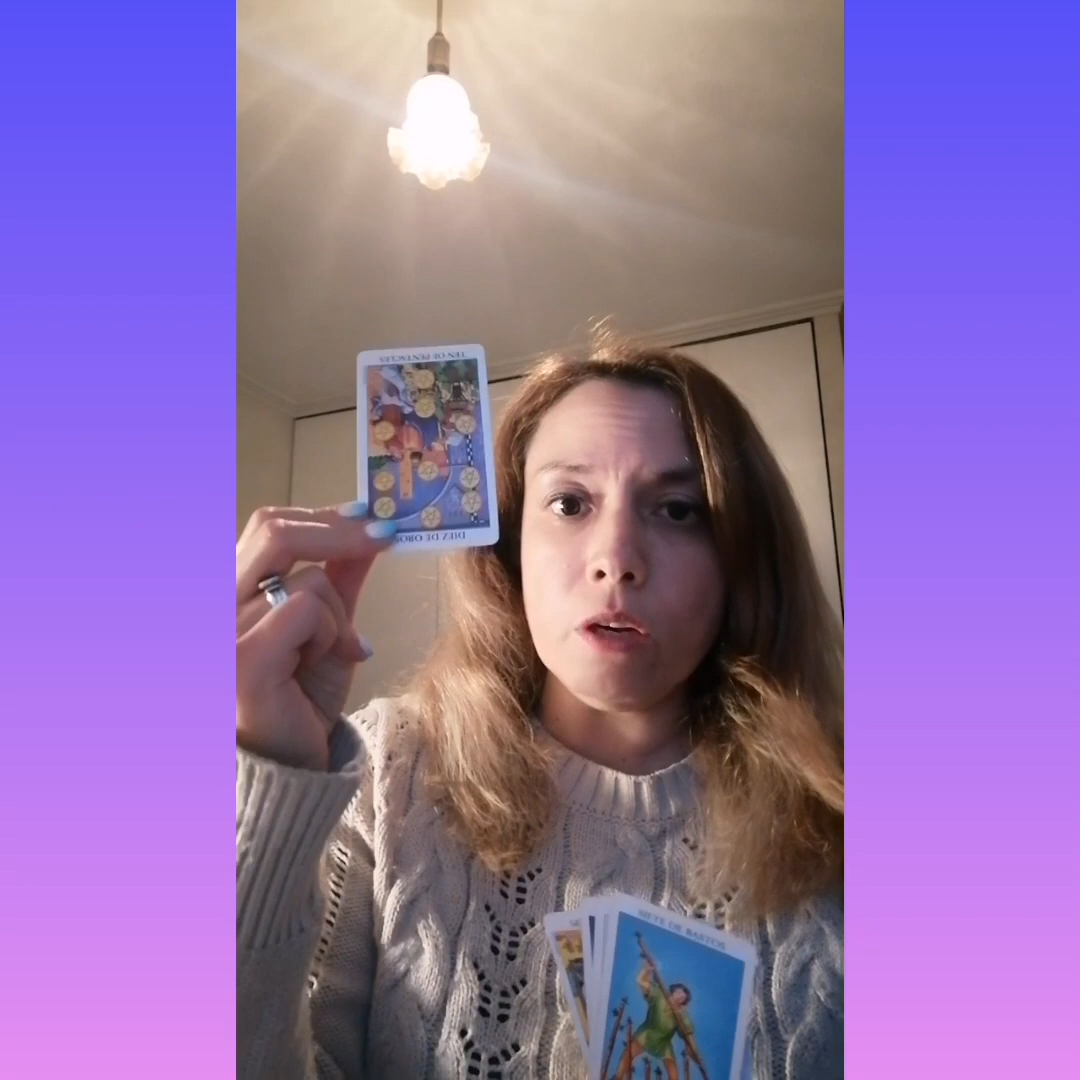 TEN OF PENTACLES
DIEZ DE OROS
SIETE DE BASTOS